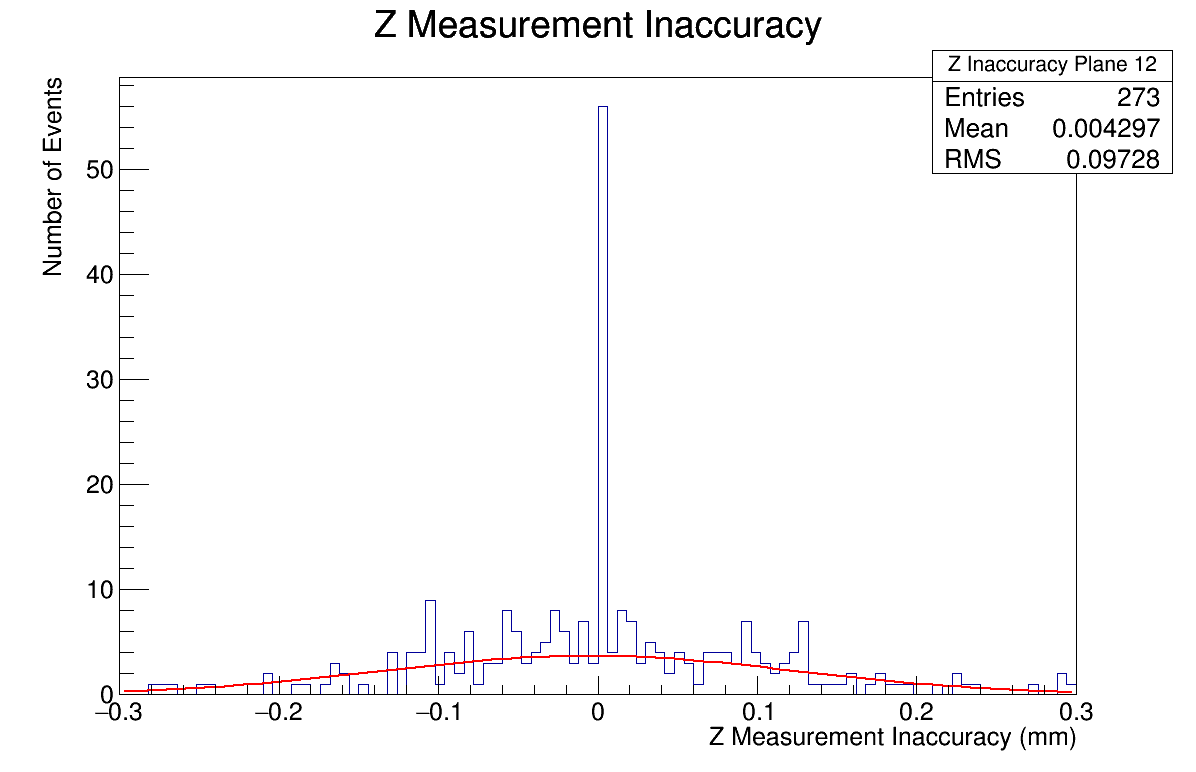 Z Measurement Inaccuracy
Z Inaccuracy Plane 12
Entries 273
Mean 0.004297
RMS 0.09728
Number of Events
50
40
30
20
10
0
−0.3 −0.2 −0.1 0 0.1 0.2 0.3
Z Measurement Inaccuracy (mm)